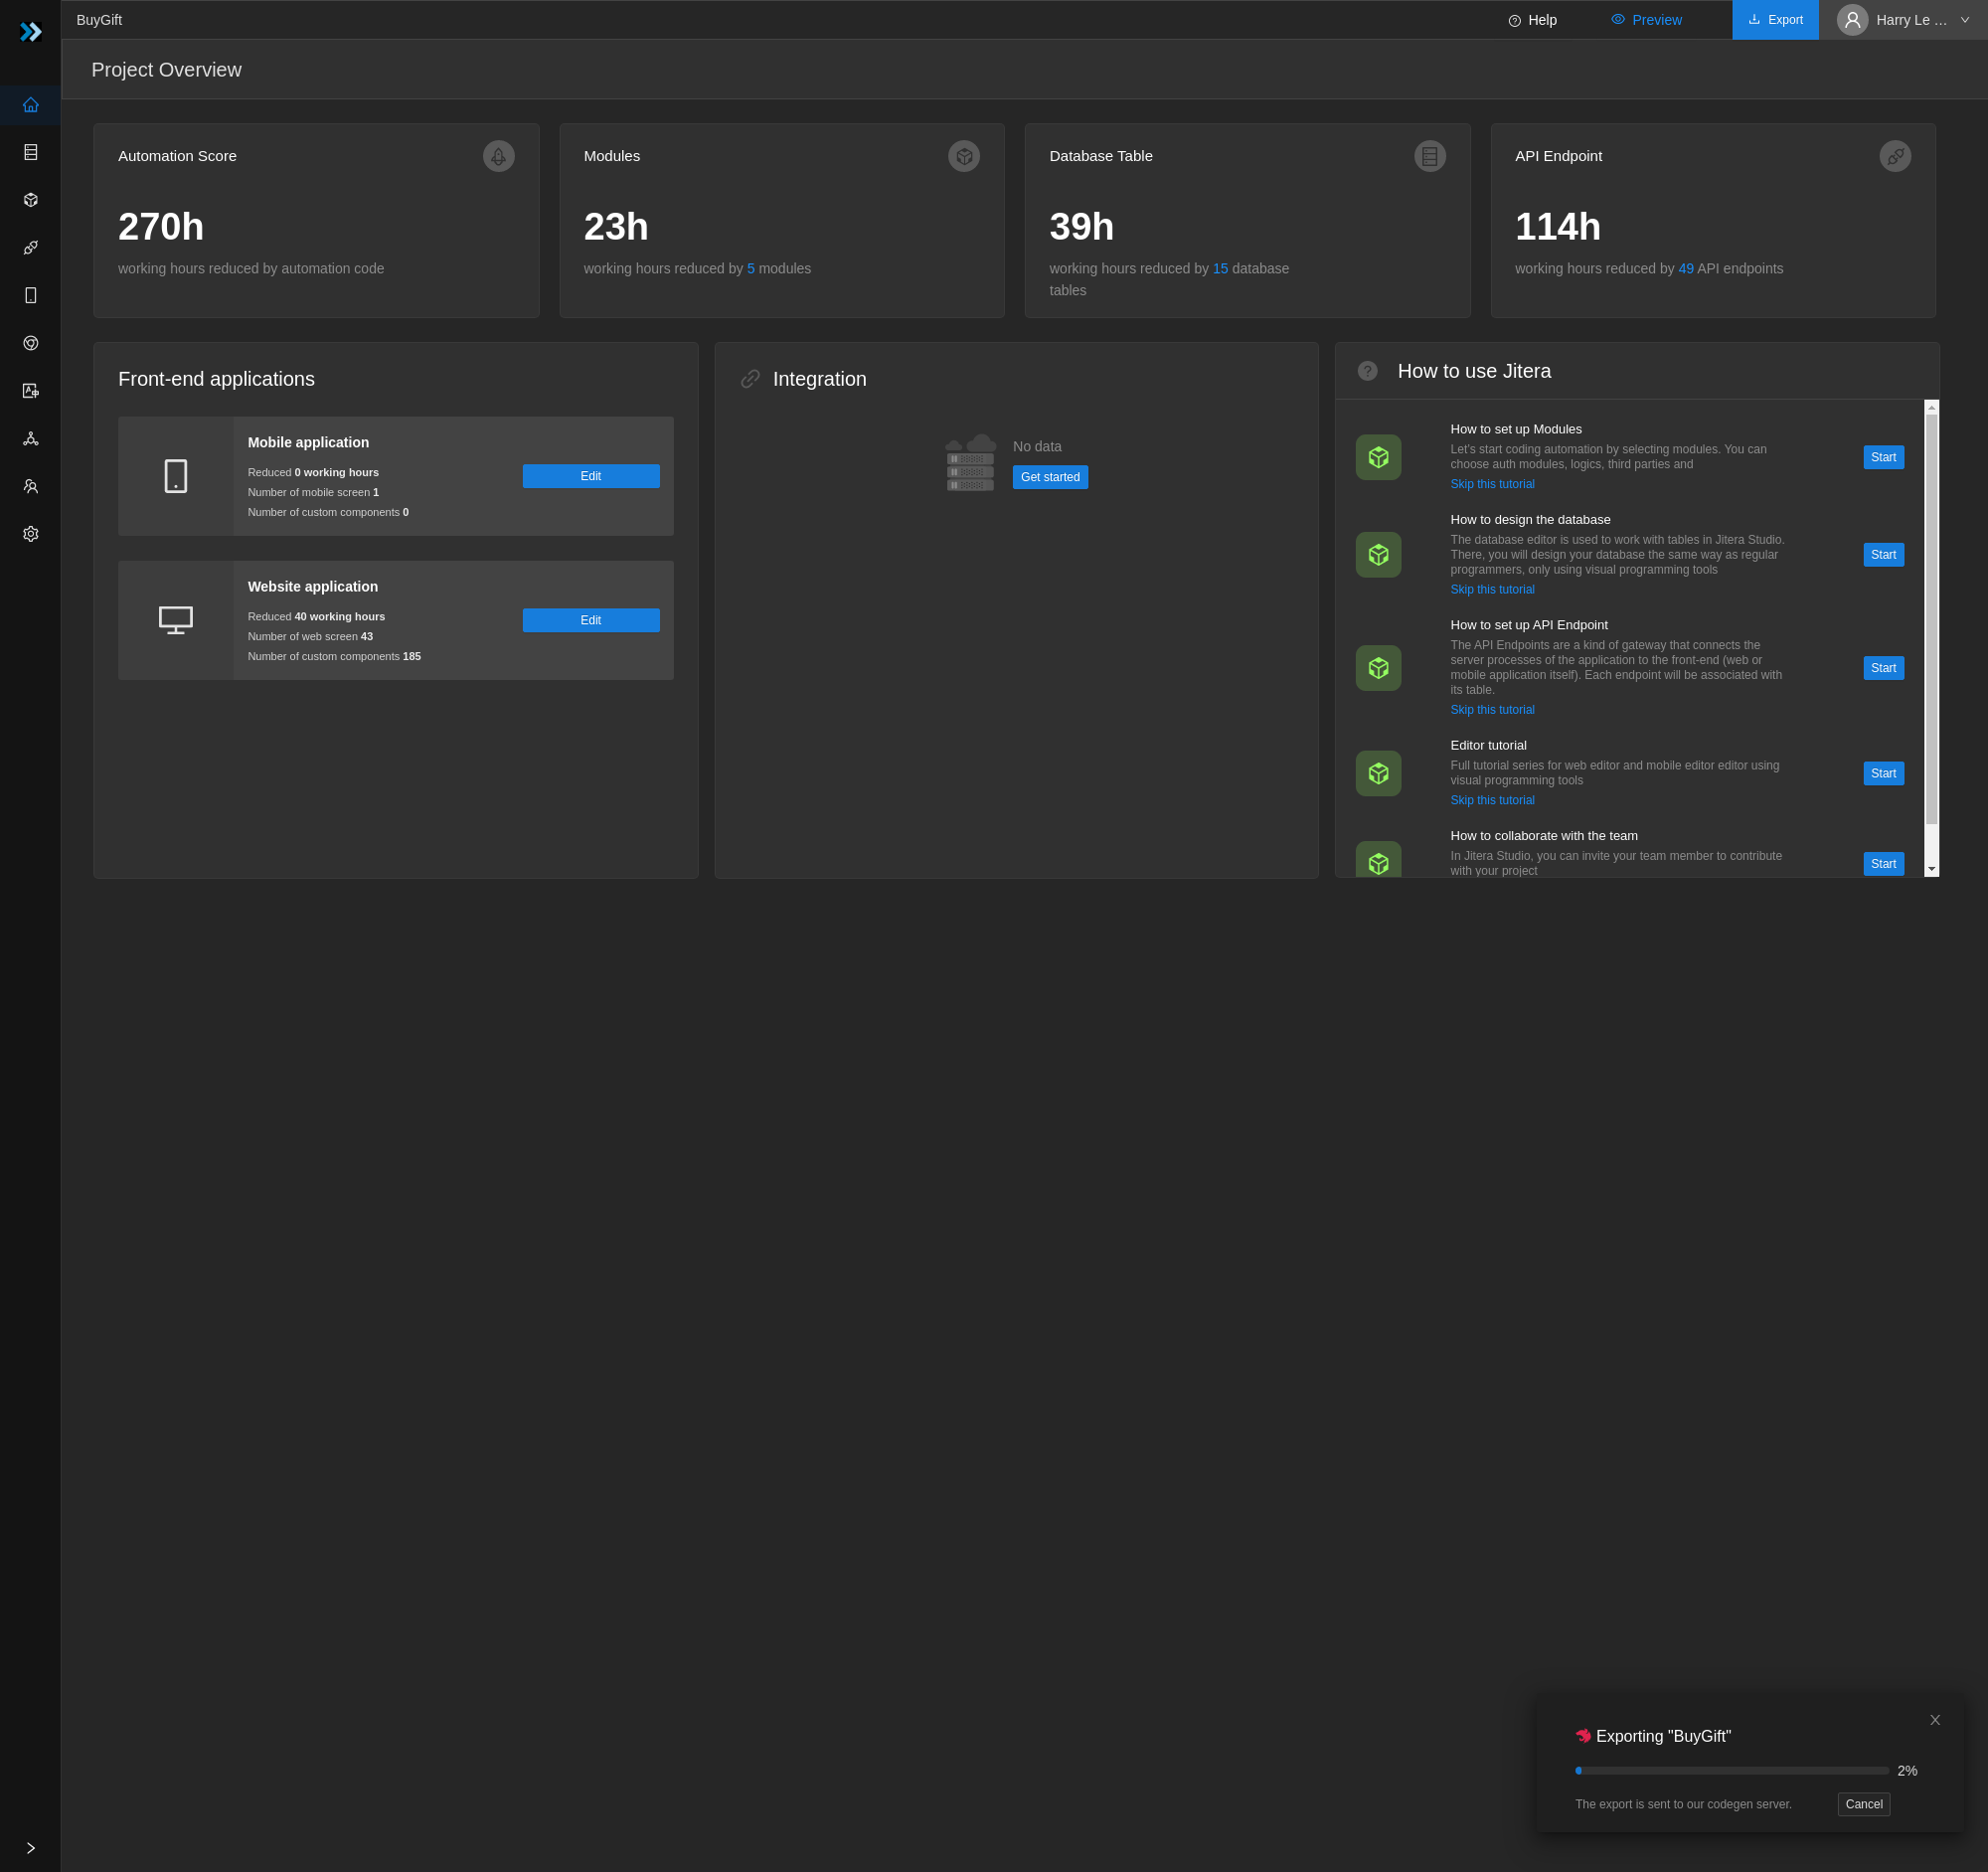 BuyGift
Help
Preview
Export
Harry Le ...
Project Overview
Automation Score
270h
working hours reduced by automation code
Modules
23h
working hours reduced by 5 modules
Database Table
39h
working hours reduced by 15 database
tables
API Endpoint
114h
working hours reduced by 49 API endpoints
Front-end applications
Mobile application
Reduced 0 working hours
Number of mobile screen 1
Number of custom components 0
Edit
Website application
Reduced 40 working hours
Number of web screen 43
Number of custom components 185
Edit
Integration
No data
Get started
How to use Jitera
How to set up Modules
Let's start coding automation by selecting modules. You can
choose auth modules, logics, third parties and
Skip this tutorial
Start
How to design the database
The database editor is used to work with tables in Jitera Studio.
There, you will design your database the same way as regular
programmers, only using visual programming tools
Skip this tutorial
Start
How to set up API Endpoint
The API Endpoints are a kind of gateway that connects the
server processes of the application to the front-end (web or
mobile application itself). Each endpoint will be associated with
its table.
Skip this tutorial
Start
Editor tutorial
Full tutorial series for web editor and mobile editor editor using
visual programming tools
Skip this tutorial
Start
How to collaborate with the team
In Jitera Studio, you can invite your team member to contribute
with your project
Start
Exporting "BuyGift"
2%
The export is sent to our codegen server.
Cancel